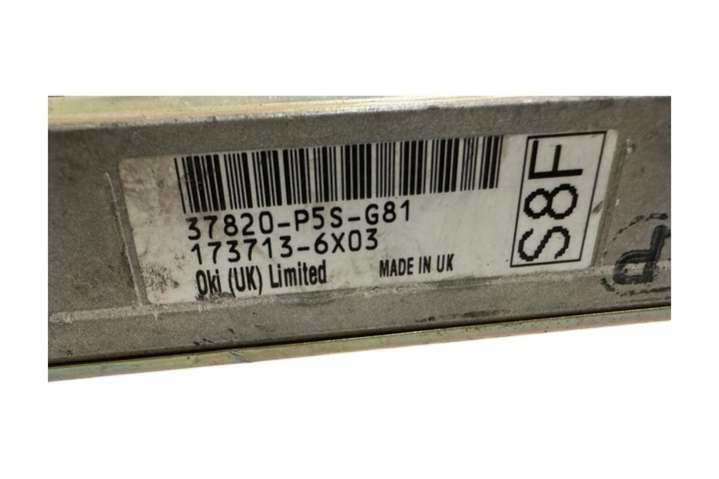 37820-P5S-G81
173713-6X03
Oki (UK) Limited MADE IN UK
S8F
P